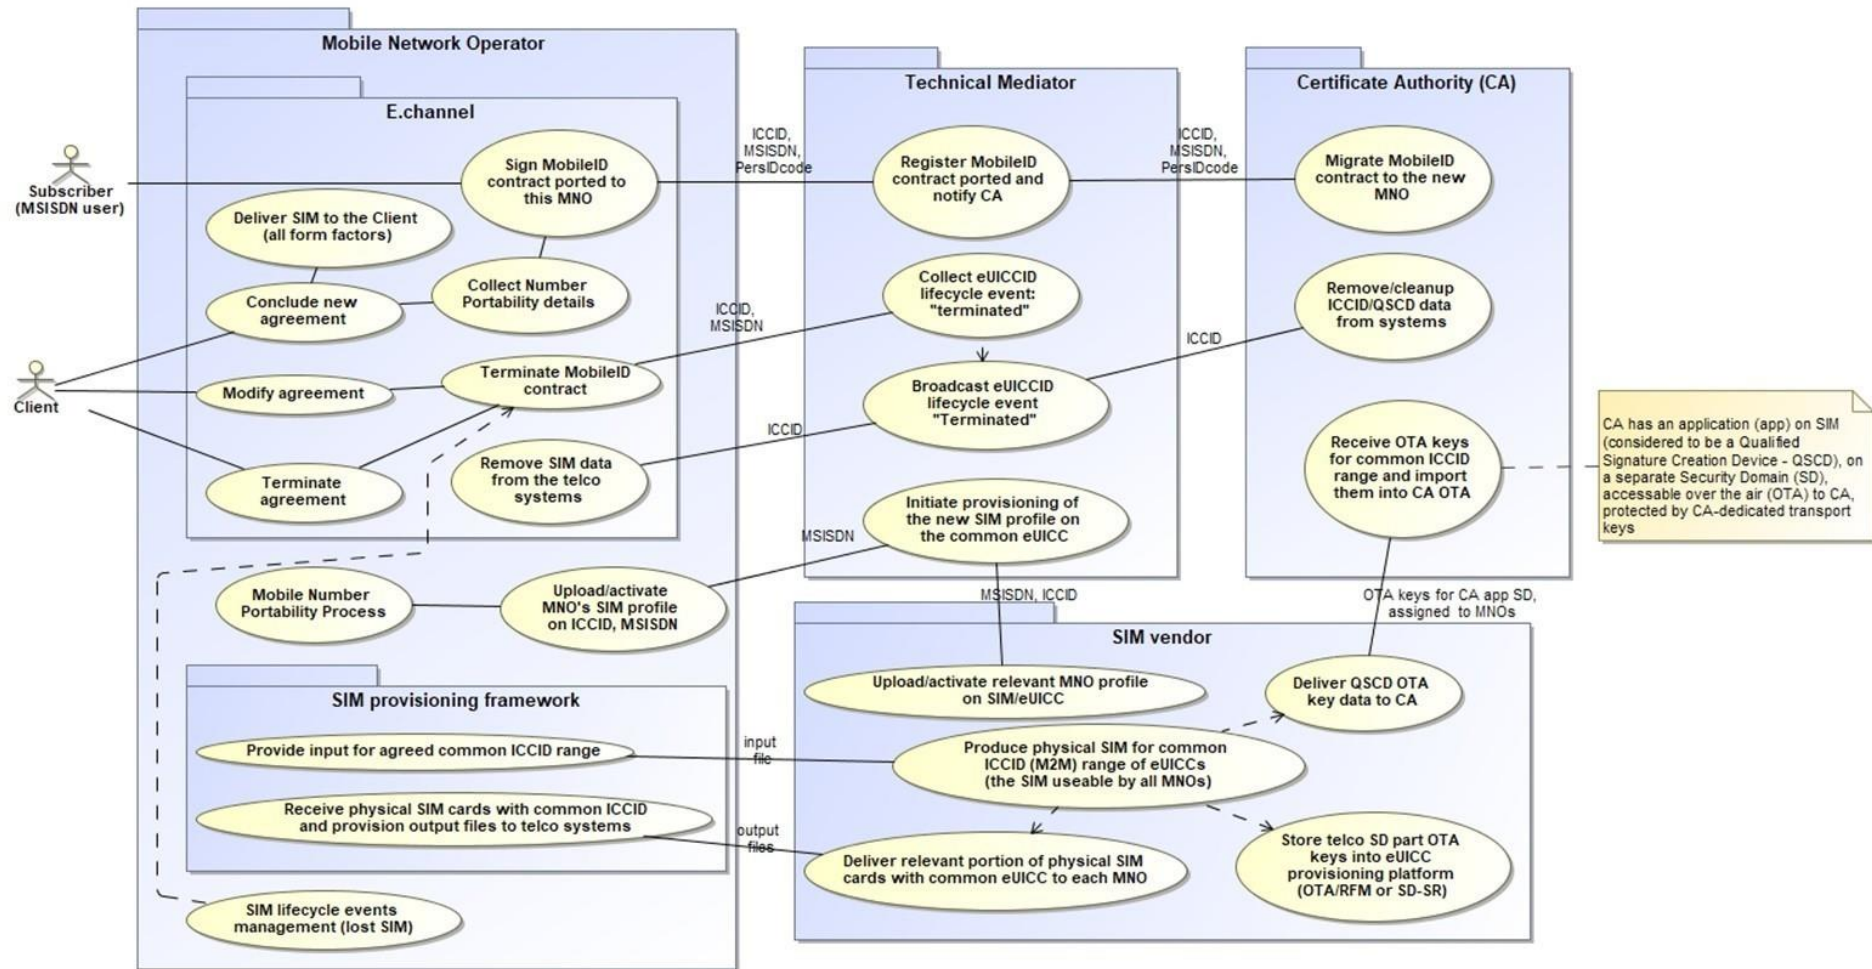 Mobile Network Operator
E.channel
Subscriber
(MSISDN user)
Client
Sign MobileID
contract ported to
this MNO
Deliver SIM to the Client
(all form factors)
Collect Number
Portability details
Conclude new
agreement
Terminate MobileID
contract
Modify agreement
Remove SIM data
from the telco
systems
Terminate
agreement
Mobile Number
Portability Process
Upload/activate
MNO's SIM profile
on ICCID, MSISDN
SIM provisioning framework
Provide input for agreed common ICCID range
Receive physical SIM cards with common ICCID
and provision output files to telco systems
SIM lifecycle events
management (lost SIM)
ICCID,
MSISDN,
PersIDcode
ICCID,
MSISDN
ICCID
MSISDN
input
file
output
files
Technical Mediator
Register MobileID
contract ported and
notify CA
Collect eUICCID
lifecycle event:
"terminated"
Broadcast eUICCID
lifecycle event
"Terminated"
Initiate provisioning of
the new SIM profile on
the common eUICC
MSISDN, ICCID
ICCID,
MSISDN,
PersIDcode
ICCID
Certificate Authority (CA)
Migrate MobileID
contract to the new
MNO
Remove/cleanup
ICCID/QSCD data
from systems
Receive OTA keys
for common ICCID
range and import
them into CA OTA
OTA keys for CA app SD,
assigned to MNOs
CA has an application (app) on SIM
(considered to be a Qualified
Signature Creation Device - QSCD), on
a separate Security Domain (SD),
accessable over the air (OTA) to CA,
protected by CA-dedicated transport
keys
SIM vendor
Upload/activate relevant MNO profile
on SIM/eUICC
Deliver QSCD OTA
key data to CA
Produce physical SIM for common
ICCID (M2M) range of eUICCs
(the SIM useable by all MNOs)
Deliver relevant portion of physical SIM
cards with common eUICC to each MNO
Store telco SD part OTA
keys into eUICC
provisioning platform
(OTA/RFM or SD-SR)